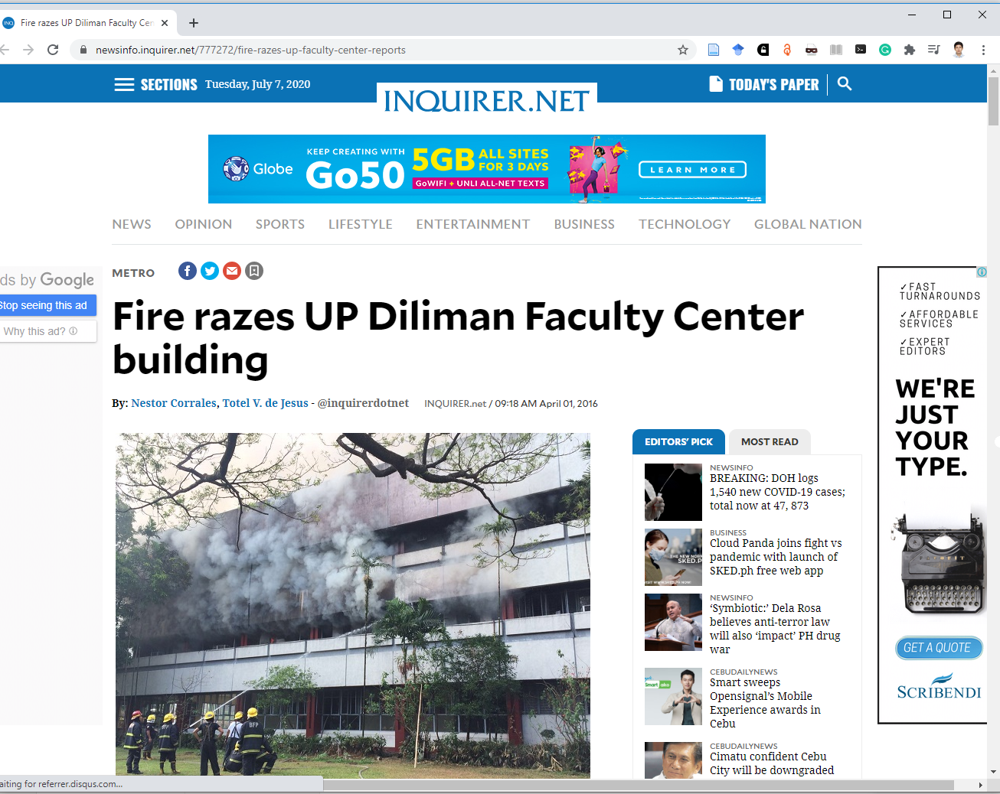 Fire razes UP Diliman Faculty Cen
newsinfo.inquirer.net/777272/fire-razes-up-faculty-center-reports
SECTIONS Tuesday, July 7, 2020
INQUIRER.NET
TODAY'S PAPER
Globe
KEEP CREATING WITH
Go50
5GB ALL SITES
FOR 3 DAYS
GoWIFI + UNLI ALL-NET TEXTS
LEARN MORE
NEWS OPINION SPORTS LIFESTYLE ENTERTAINMENT BUSINESS TECHNOLOGY GLOBAL NATION
ds by Google
Stop seeing this ad
Why this ad?
METRO
Fire razes UP Diliman Faculty Center
building
By: Nestor Corrales, Totel V. de Jesus - @inquirerdotnet INQUIRER.net / 09:18 AM April 01, 2016
BFP
EDITORS' PICK MOST READ
NEWSINFO
BREAKING: DOH logs
1,540 new COVID-19 cases;
total now at 47, 873
BUSINESS
Cloud Panda joins fight vs
pandemic with launch of
SKED.ph free web app
THE NEW NORM
SKED.P
NEWSINFO
‘Symbiotic:’ Dela Rosa
believes anti-terror law
will also ‘impact’ PH drug
war
CEBUDAILYNEWS
Smart sweeps
Opensignal's Mobile
Experience awards in
Cebu
Smart
CEBUDAILYNEWS
Cimatu confident Cebu
City will be downgraded
✓FAST
TURNAROUNDS
✓AFFORDABLE
SERVICES
✓EXPERT
EDITORS
WE'RE
JUST
YOUR
TYPE.
GET A QUOTE
SCRIBENDI
aiting for referrer.disqus.com...